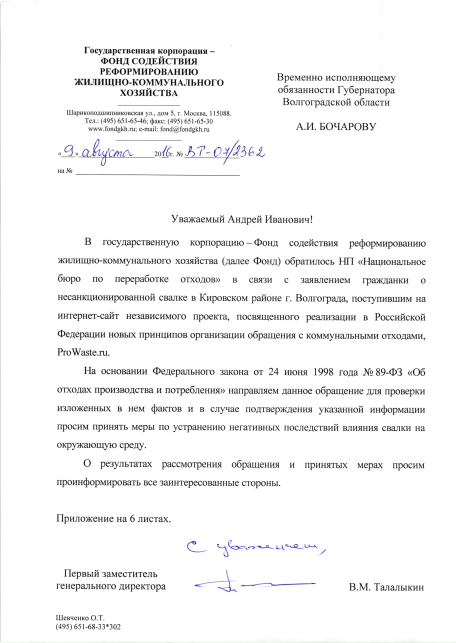 Государственная корпорация –
ФОНД СОДЕЙСТВИЯ
РЕФОРМИРОВАНИЮ
ЖИЛИЩНО-КОММУНАЛЬНОГО
ХОЗЯЙСТВА
Шарикоподшипниковская ул., дом 5, г. Москва, 115088.
Тел.: (495) 651-65-46; факс: (495) 651-65-30
www.fondgkh.ru; e-mail: fond@fondgkh.ru
«9» августа 2016г. № ВТ-07/2362
на №
Временно исполняющему
обязанности Губернатора
Волгоградской области
А.И. БОЧАРОВУ
Уважаемый Андрей Иванович!
В государственную корпорацию – Фонд содействия реформированию
жилищно-коммунального хозяйства (далее Фонд) обратилось НП «Национальное
бюро по переработке отходов» в связи с заявлением гражданки о
несанкционированной свалке в Кировском районе г. Волгограда, поступившим на
интернет-сайт независимого проекта, посвященного реализации в Российской
Федерации новых принципов организации обращения с коммунальными отходами,
ProWaste.ru.
На основании Федерального закона от 24 июня 1998 года № 89-ФЗ «Об
отходах производства и потребления» направляем данное обращение для проверки
изложенных в нем фактов и в случае подтверждения указанной информации
просим принять меры по устранению негативных последствий влияния свалки на
окружающую среду.
О результатах рассмотрения обращения и принятых мерах просим
проинформировать все заинтересованные стороны.
Приложение на 6 листах.
С уважением,
Первый заместитель
генерального директора
В.М. Талалыкин
Шевченко О.Т.
(495) 651-68-33*302